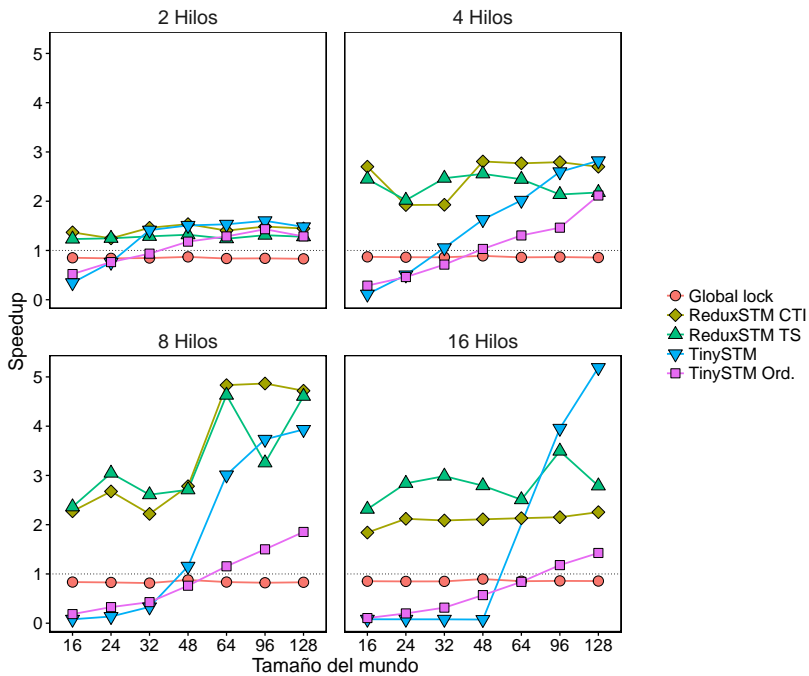 2 Hilos
4 Hilos
5
4
3
2
1
0
8 Hilos
16 Hilos
5
4
3
2
1
0
16 24 32 48 64 96 128
16 24 32 48 64 96 128
Speedup
Tamaño del mundo
Global lock
ReduxSTM CTI
ReduxSTM TS
TinySTM
TinySTM Ord.